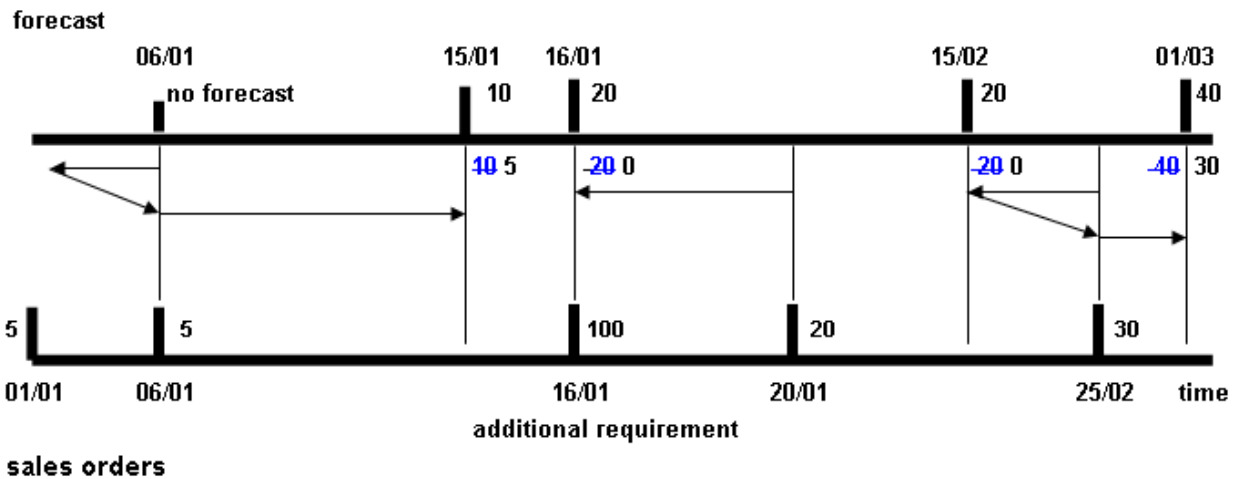 forecast
06/01 15/01 16/01 15/02 01/03
no forecast 10 20 20 40
10 5 -20 0 -20 0 -40 30
5 5 100 20 30
01/01 06/01 16/01 20/01 25/02 time
additional requirement
sales orders